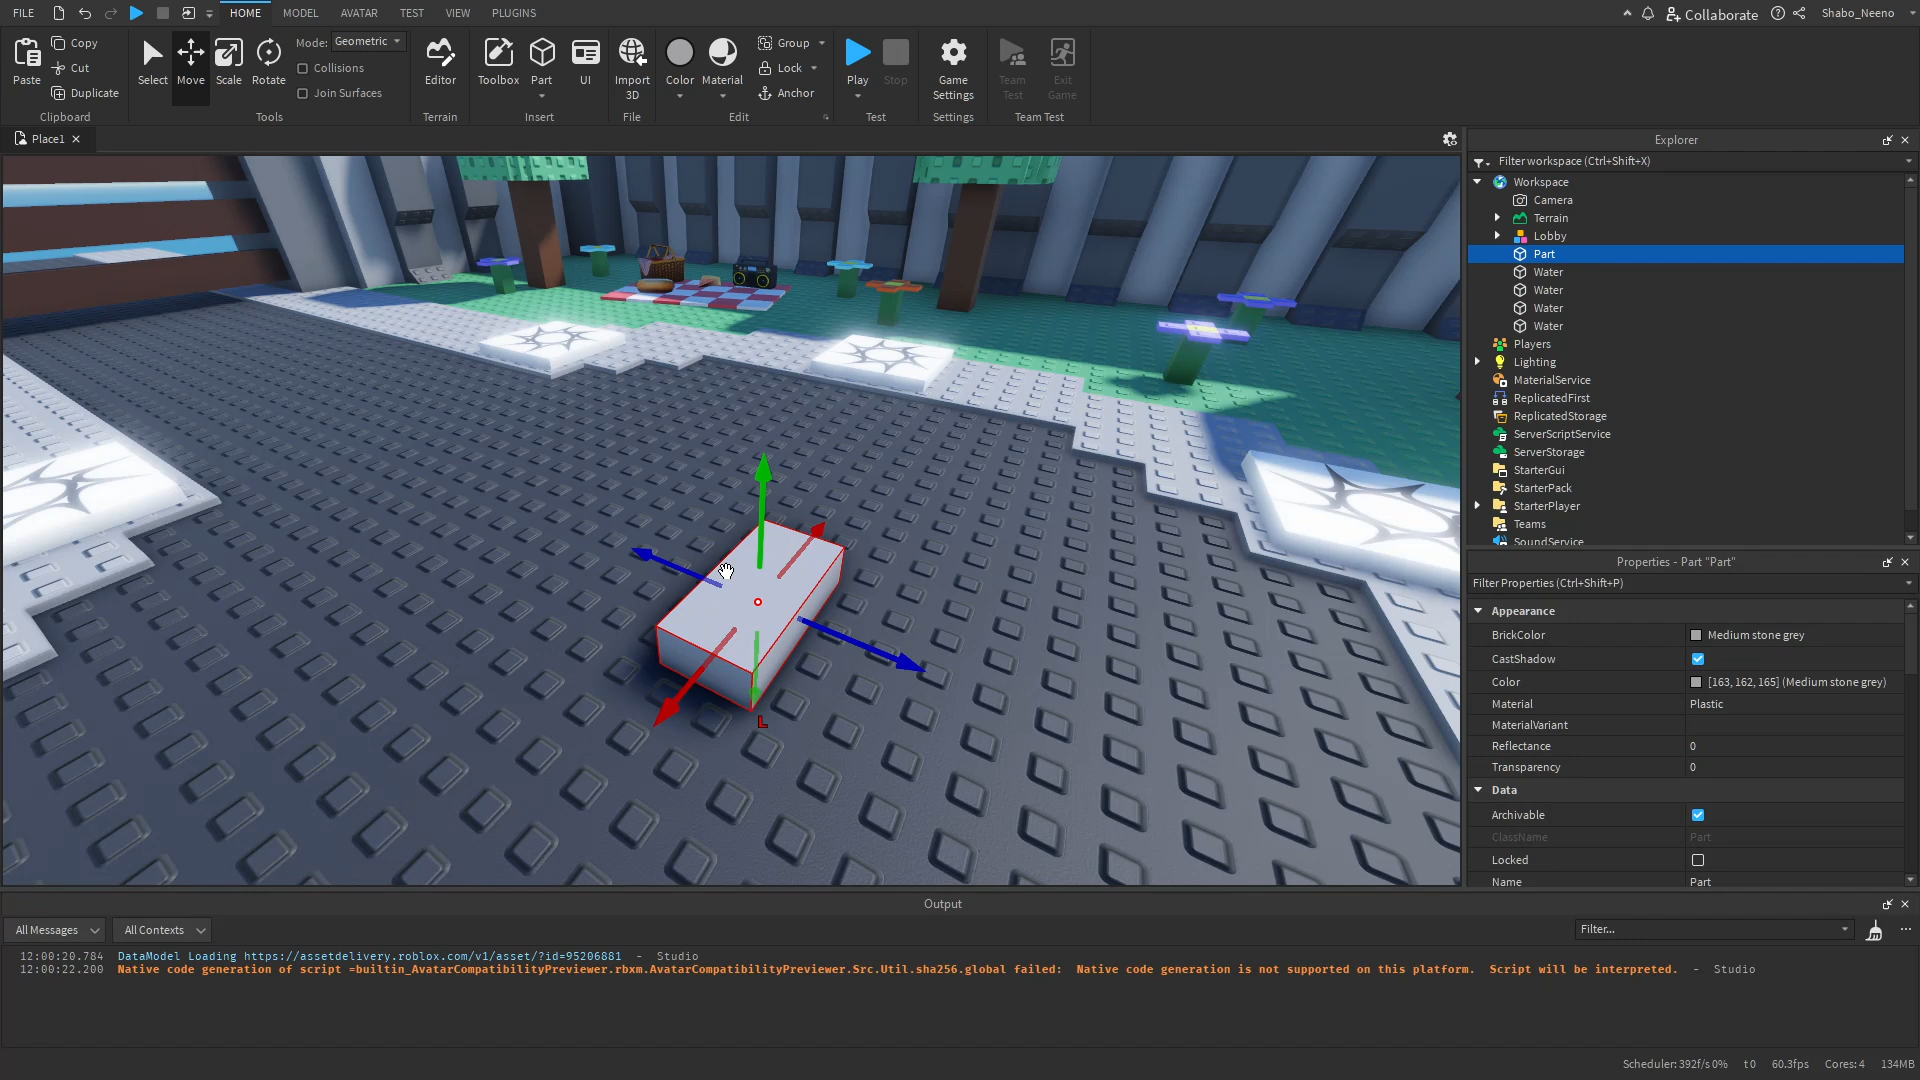 FILE HOME MODEL AVATAR TEST VIEW PLUGINS Collaborate Shabo_Neeno
Paste Copy Cut Duplicate Clipboard
Select Move Scale Rotate Mode: Geometric Collisions Join Surfaces Tools
Editor Terrain
Toolbox Part UI Insert
Import 3D File
Color Material Group Lock Anchor Edit
Play Stop Test
Game Settings Settings
Team Test Exit Game Team Test
Place1
Explorer
Filter workspace (Ctrl+Shift+X)
Workspace
Camera
Terrain
Lobby
Part
Water
Water
Water
Water
Players
Lighting
MaterialService
ReplicatedFirst
ReplicatedStorage
ServerScriptService
ServerStorage
StarterGui
StarterPack
StarterPlayer
Teams
SoundService
L
Properties - Part "Part"
Filter Properties (Ctrl+Shift+P)
Appearance
BrickColor Medium stone grey
CastShadow
Color [163, 162, 165] (Medium stone grey)
Material Plastic
MaterialVariant
Reflectance 0
Transparency 0
Data
Archivable
ClassName Part
Locked
Name Part
Output
All Messages All Contexts Filter...
12:00:20.784 DataModel Loading https://assetdelivery.roblox.com/v1/asset/?id=95206881 - Studio
12:00:22.200 Native code generation of script =builtin_AvatarCompatibilityPreviewer.rbxm.AvatarCompatibilityPreviewer.Src.Util.sha256.global failed: Native code generation is not supported on this platform. Script will be interpreted. - Studio
Scheduler: 392f/s 0% t 0 60.3fps Cores: 4 134MB